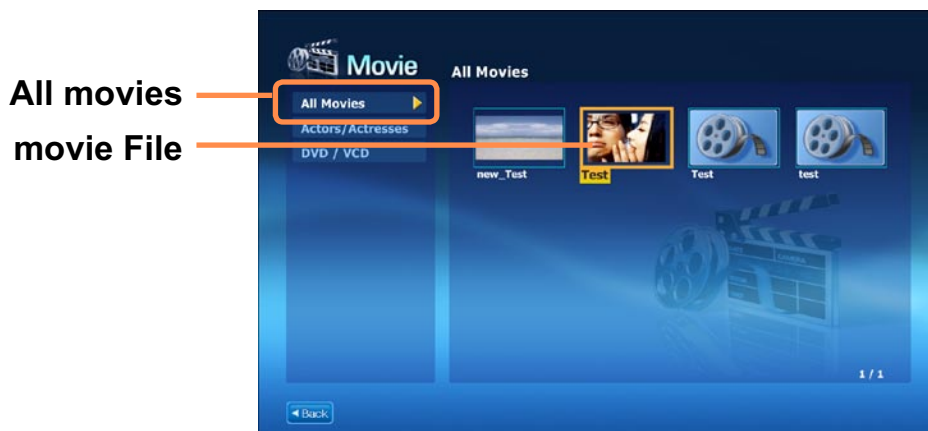 All movies
movie File
Movie
All Movies
All Movies
Actors/Actresses
DVD / VCD
new_Test
Test
Test
test
1 / 1
Back